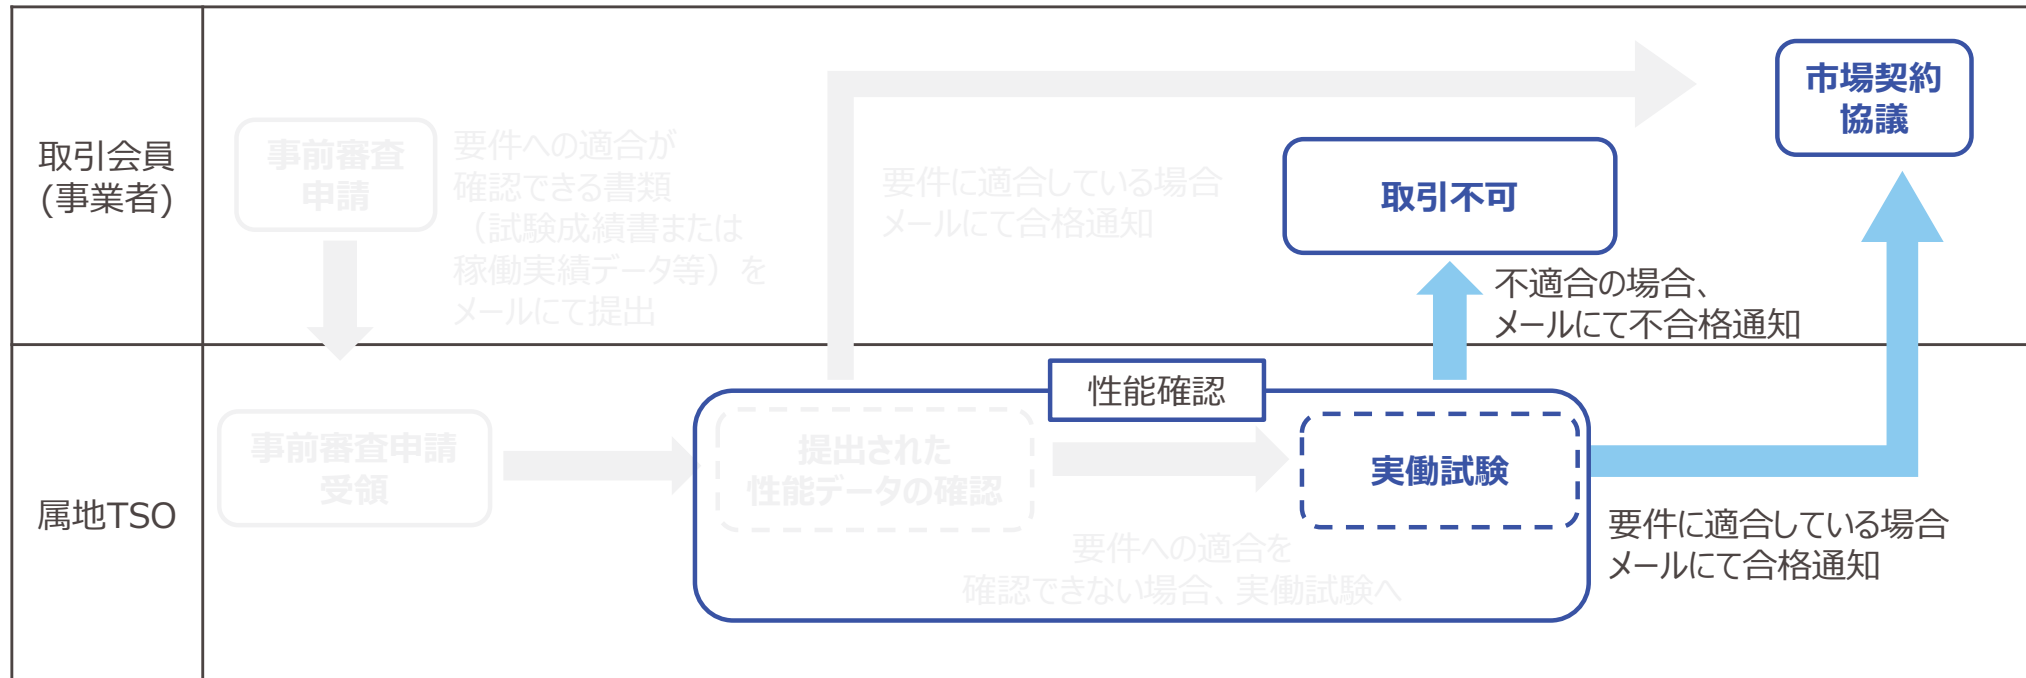 取引会員
(事業者)
事前審査
申請
要件への適合が
確認できる書類
（試験成績書または
稼働実績データ等）を
メールにて提出
要件に適合している場合
メールにて合格通知
取引不可
市場契約
協議
不適合の場合、
メールにて不合格通知
属地TSO
事前審査申請
受領
性能確認
提出された
性能データの確認
実働試験
要件への適合を
確認できない場合、実働試験へ
要件に適合している場合
メールにて合格通知